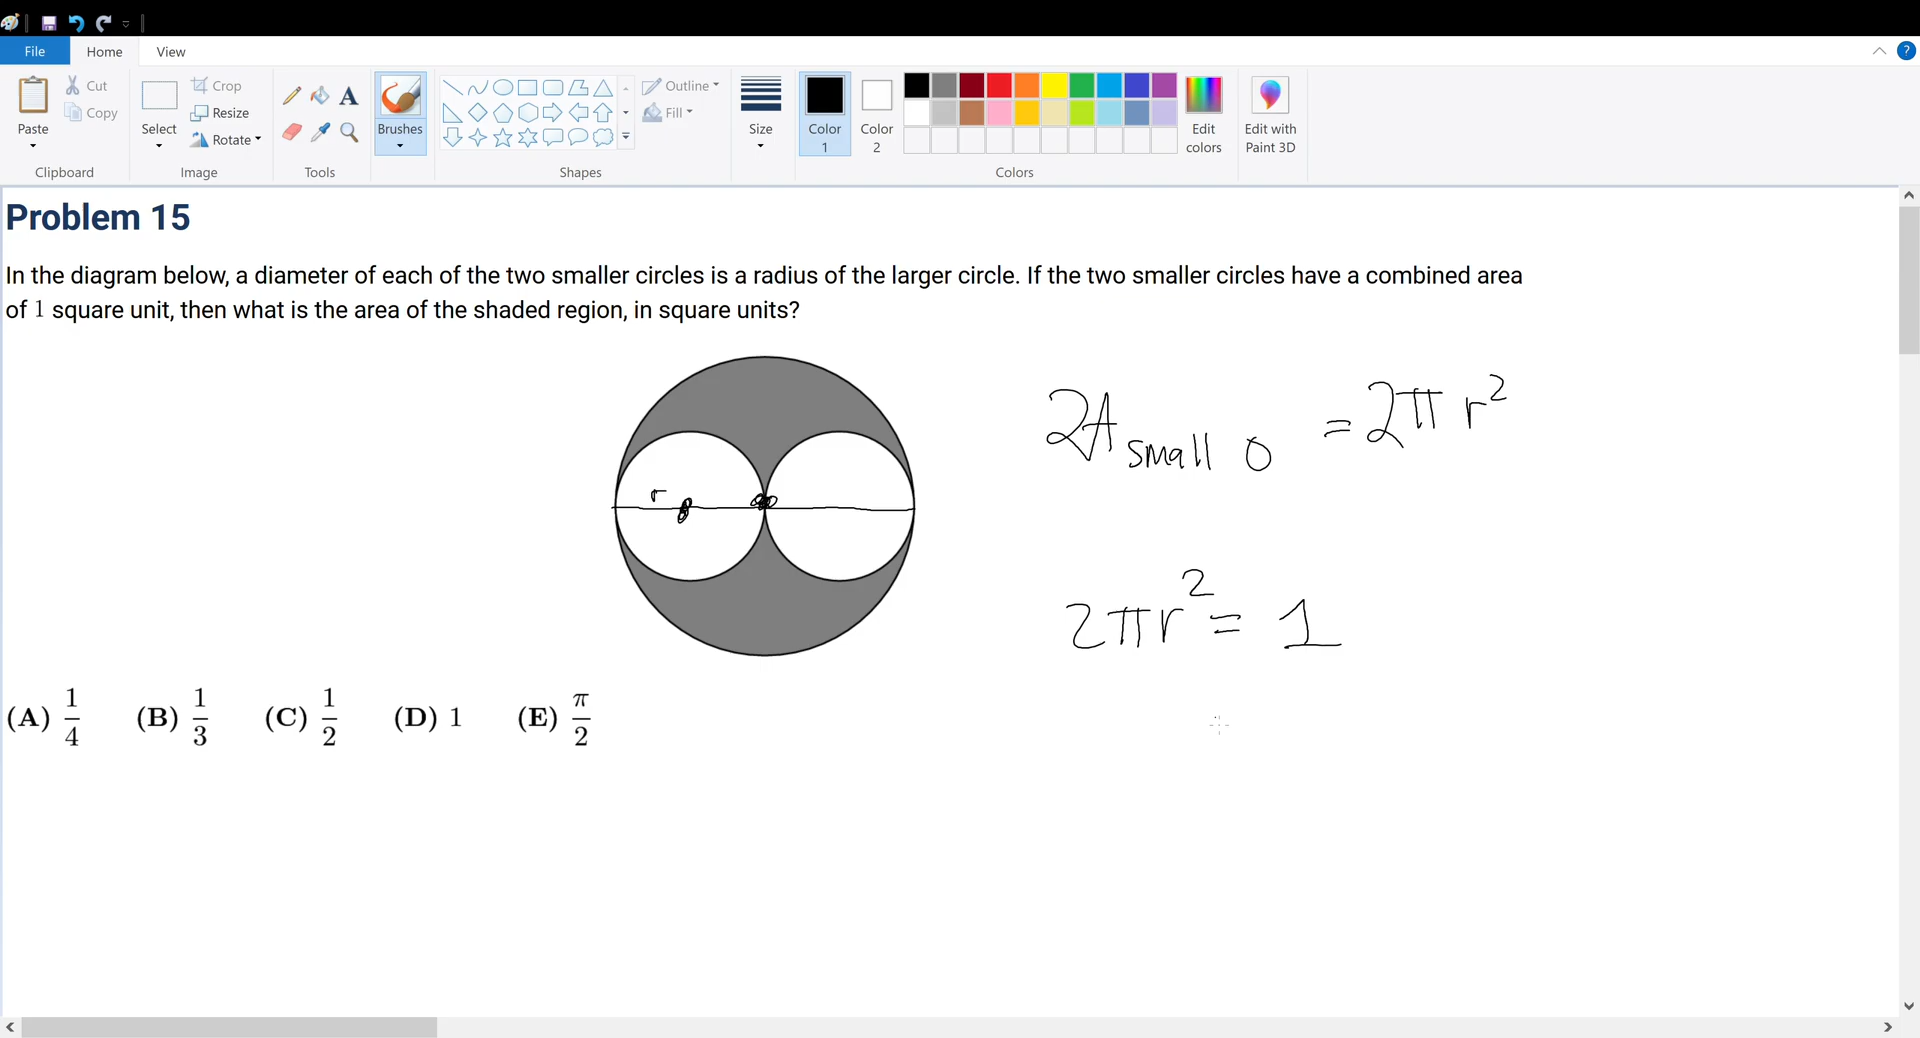 File Home View
Paste Cut Copy Clipboard
Select Crop Resize Rotate Image
A Tools
Brushes
Outline Fill Shapes
Size
Color 1 Color 2 Edit colors Colors
Edit with Paint 3D
?
Problem 15
In the diagram below, a diameter of each of the two smaller circles is a radius of the larger circle. If the two smaller circles have a combined area
of 1 square unit, then what is the area of the shaded region, in square units?
r
2A small O = 2π r²
2πr² = 1
(A) 1/4 (B) 1/3 (C) 1/2 (D) 1 (E) π/2